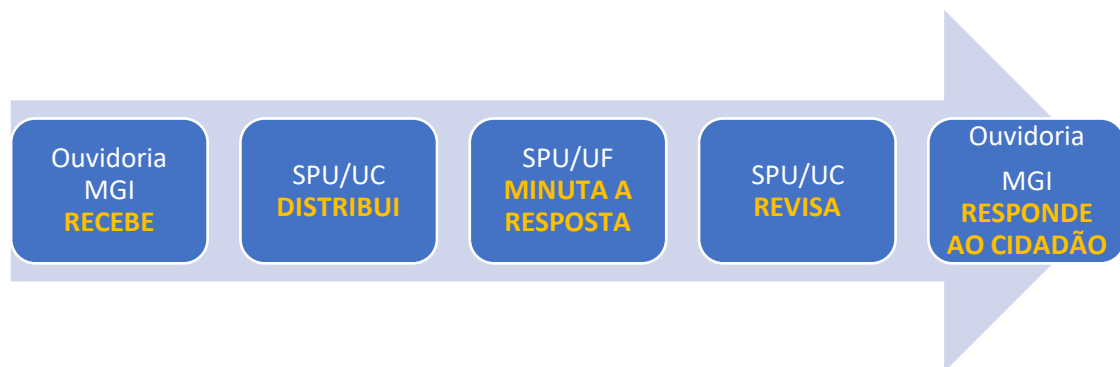 Ouvidoria
MGI
RECEBE
SPU/UC
DISTRIBUI
SPU/UF
MINUTA A
RESPOSTA
SPU/UC
REVISA
Ouvidoria
MGI
RESPONDE
AO CIDADÃO